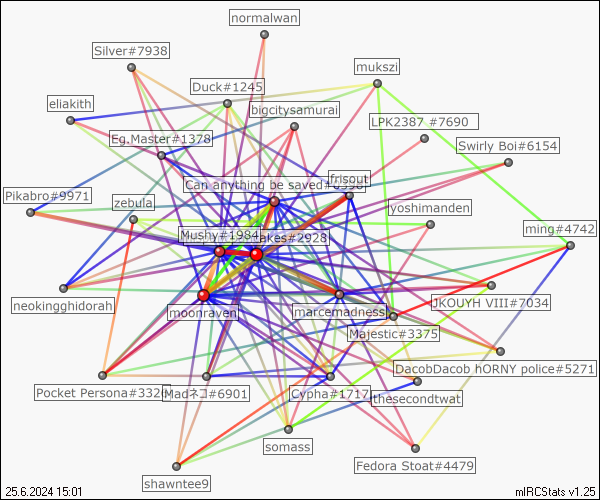 normalwan
Silver#7938
mukszi
Duck#1245
eliakith
bigcitysamurai
LPK2387 #7690
Eg.Master#1378
Swirly Boi#6154
frisout
Can anything be saved#
Pikabro#9971
zebula
yoshimanden
ming#4742
Mushy#1984
akes#2928
neokingghidorah
JKOUYH VIII#7034
moonraven
marcemadness
Majestic#3375
DacobDacob hORNY police#5271
Pocket Persona#332
Madネコ#6901
Cypha#1717
thesecondtwat
somass
Fedora Stoat#4479
shawntee9
25.6.2024 15:01
mIRCStats v1.25